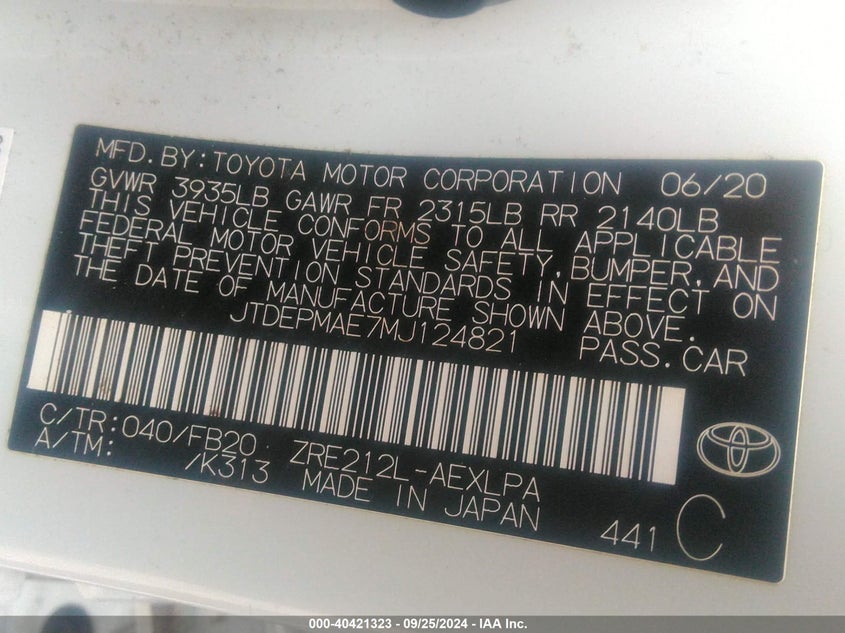 MFD. BY: TOYOTA MOTOR CORPORATION 06/20
GVWR 3935LB GAWR FR 2315LB RR 2140LB
THIS VEHICLE CONFORMS TO ALL APPLICABLE
FEDERAL MOTOR VEHICLE SAFETY, BUMPER, AND
THEFT PREVENTION STANDARDS IN EFFECT ON
THE DATE OF MANUFACTURE SHOWN ABOVE.
JTDEPMAE7MJ124821 PASS. CAR
C/TR: 040/FB20 ZRE212L-AEXLPA
A/TM: /K313 MADE IN JAPAN 441 C
000-40421323 - 09/25/2024 - IAA Inc.